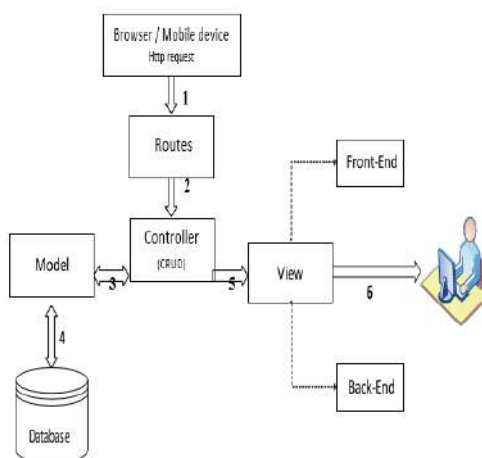 Browser / Mobile device
Http request
1
Routes
2
Controller
(CRUD)
Front-End
Model
3
5
View
6
4
Database
Back-End